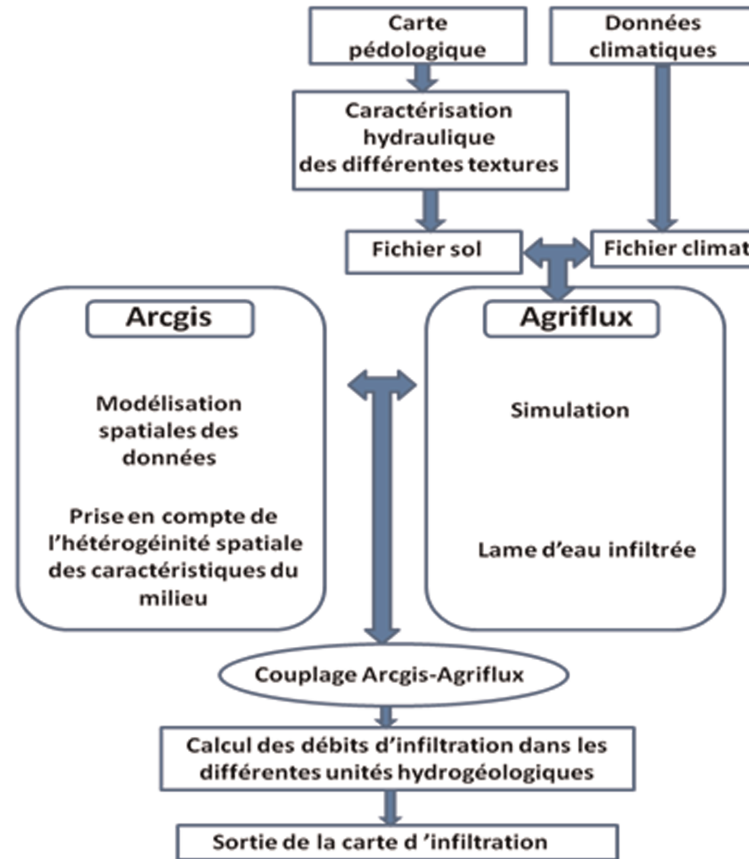 Carte
pédologique
Données
climatiques
Caractérisation
hydraulique
des différentes textures
Fichier sol
Fichier climat
Arcgis
Modélisation
spatiales des
données
Prise en compte de
l'hétérogéinité spatiale
des caractéristiques du
milieu
Agriflux
Simulation
Lame d'eau infiltrée
Couplage Arcgis-Agriflux
Calcul des débits d'infiltration dans les
différentes unités hydrogéologiques
Sortie de la carte d 'infiltration